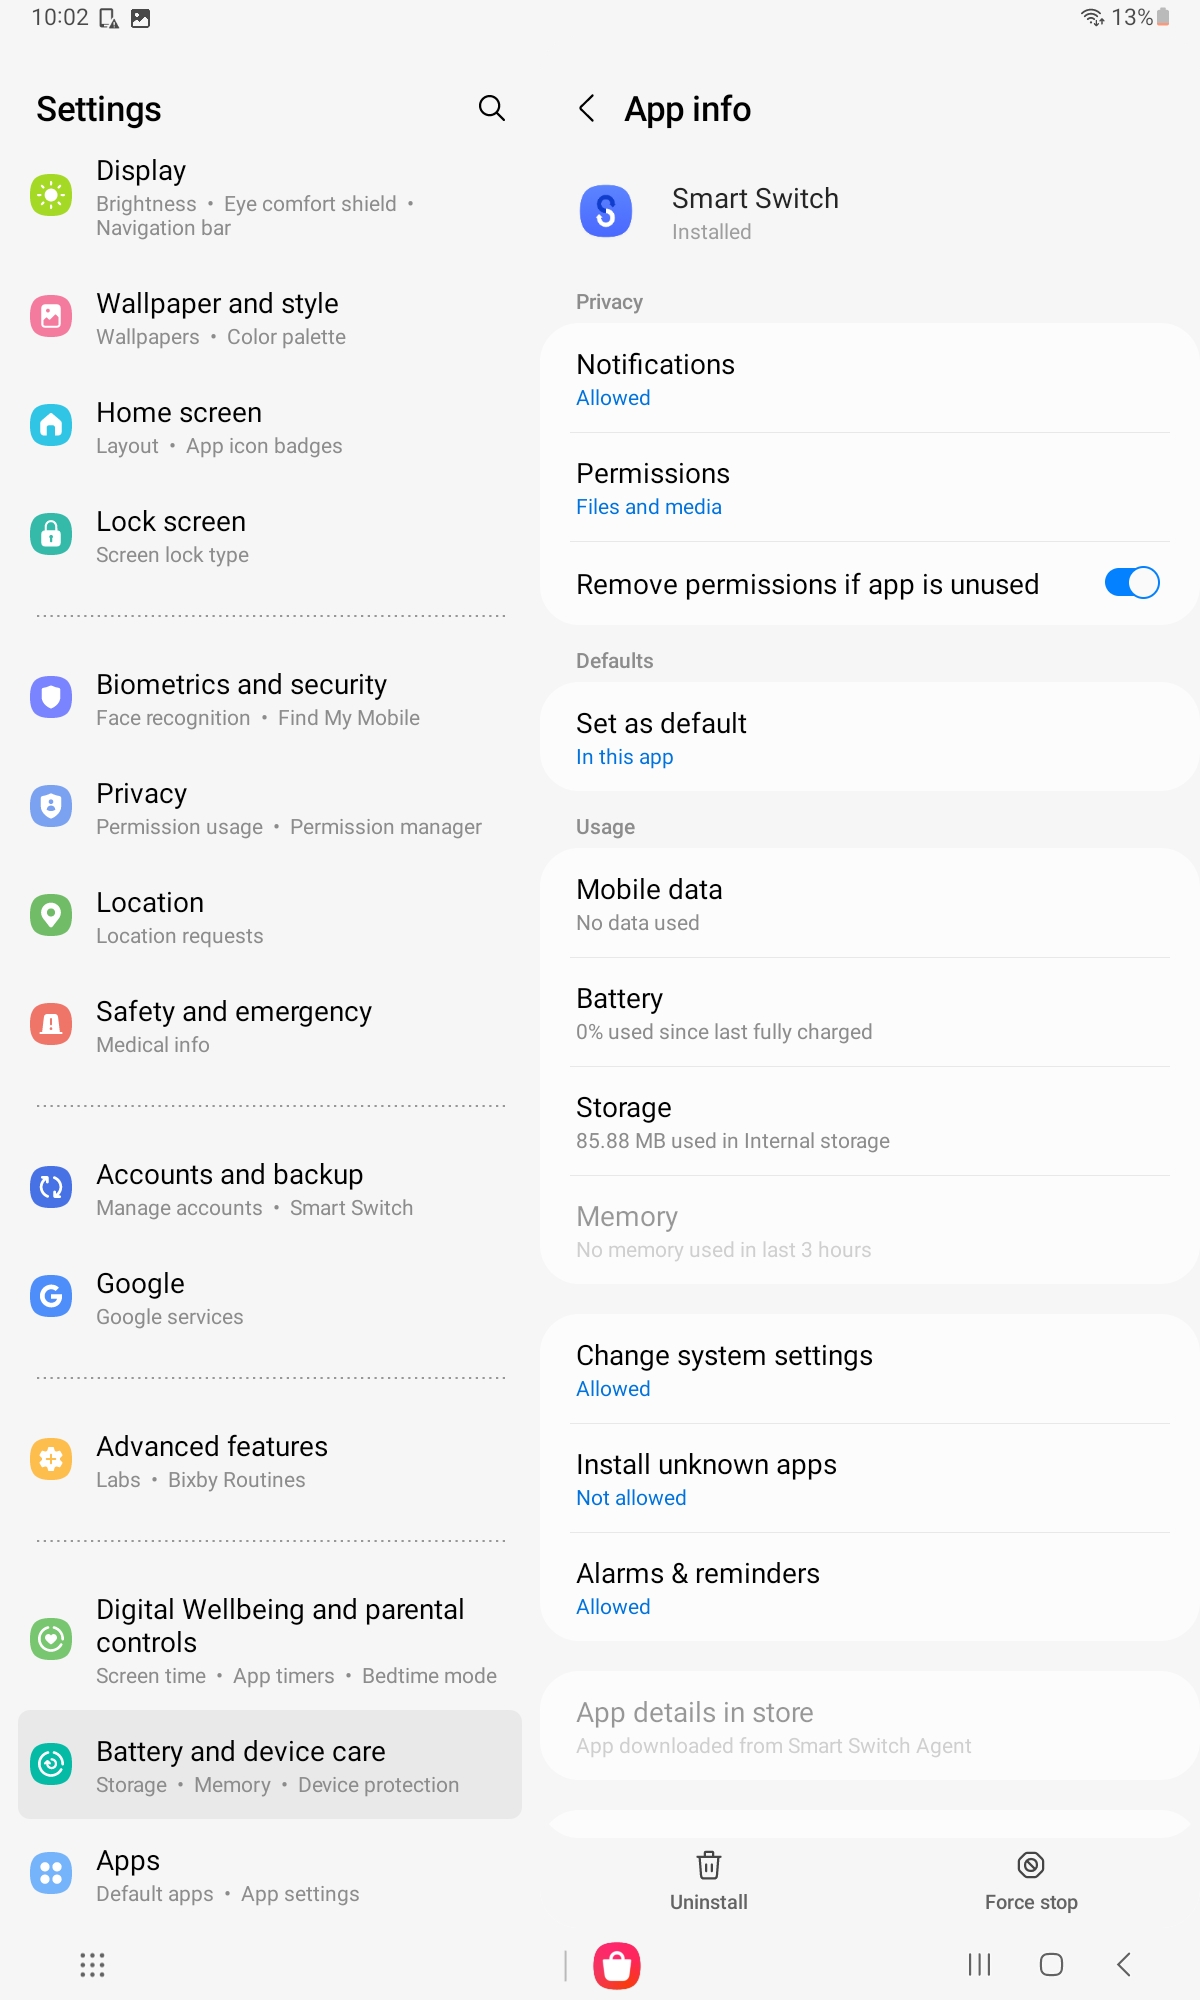 10:02
13%
Settings
Display
Brightness • Eye comfort shield •
Navigation bar
Wallpaper and style
Wallpapers • Color palette
Home screen
Layout • App icon badges
Lock screen
Screen lock type
Biometrics and security
Face recognition • Find My Mobile
Privacy
Permission usage • Permission manager
Location
Location requests
Safety and emergency
Medical info
Accounts and backup
Manage accounts • Smart Switch
Google
Google services
Advanced features
Labs • Bixby Routines
Digital Wellbeing and parental
controls
Screen time • App timers • Bedtime mode
Battery and device care
Storage • Memory • Device protection
Apps
Default apps • App settings
App info
Smart Switch
Installed
Privacy
Notifications
Allowed
Permissions
Files and media
Remove permissions if app is unused
Defaults
Set as default
In this app
Usage
Mobile data
No data used
Battery
0% used since last fully charged
Storage
85.88 MB used in Internal storage
Memory
No memory used in last 3 hours
Change system settings
Allowed
Install unknown apps
Not allowed
Alarms & reminders
Allowed
App details in store
App downloaded from Smart Switch Agent
Uninstall
Force stop